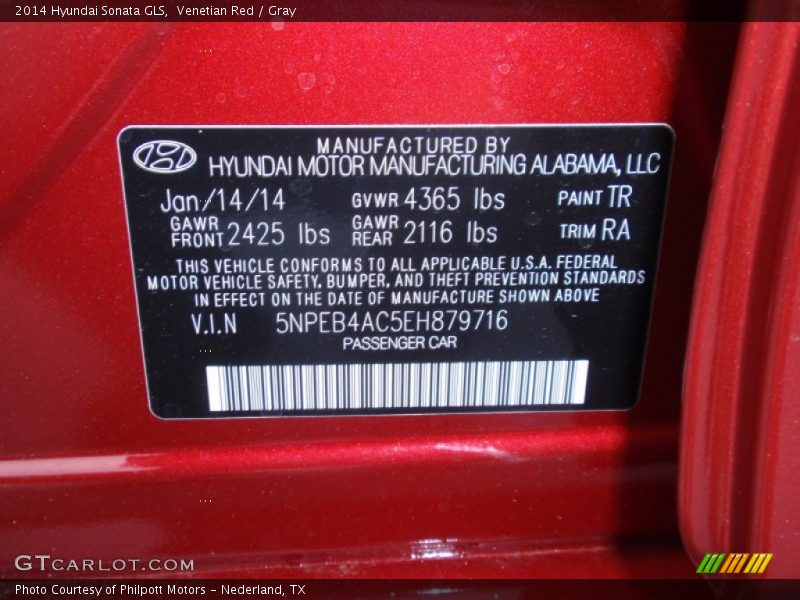 2014 Hyundai Sonata GLS,  Venetian Red / Gray
MANUFACTURED BY
HYUNDAI MOTOR MANUFACTURING ALABAMA, LLC
Jan/14/14 GVWR 4365 lbs PAINT TR
GAWR FRONT 2425 lbs GAWR REAR 2116 lbs TRIM RA
THIS VEHICLE CONFORMS TO ALL APPLICABLE U.S.A. FEDERAL
MOTOR VEHICLE SAFETY, BUMPER, AND THEFT PREVENTION STANDARDS
IN EFFECT ON THE DATE OF MANUFACTURE SHOWN ABOVE
V.I.N 5NPEB4AC5EH879716
PASSENGER CAR
GTCARLOT.COM
Photo Courtesy of Philpott Motors - Nederland, TX